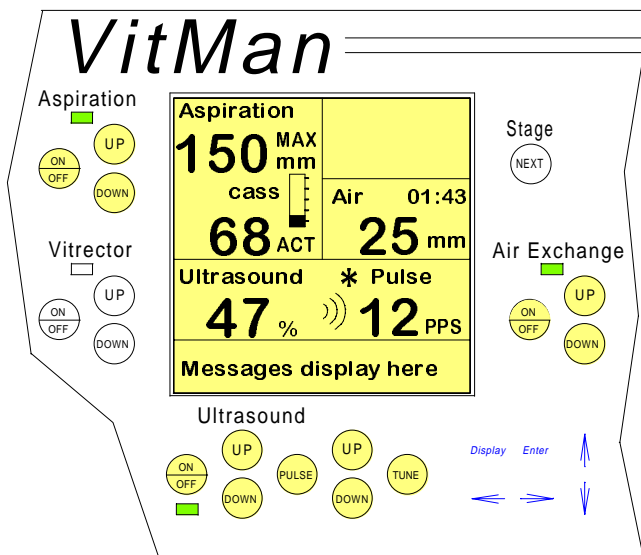 VitMan
Aspiration
UP
ON
OFF
DOWN
Vitrector
UP
ON
OFF
DOWN
Aspiration
150 MAX mm
cass
68 ACT
Air 01:43
25 mm
Ultrasound * Pulse
47 % 12 PPS
Messages display here
Stage
NEXT
Air Exchange
UP
ON
OFF
DOWN
Ultrasound
UP
UP
ON
OFF
PULSE
TUNE
DOWN
DOWN
Display Enter